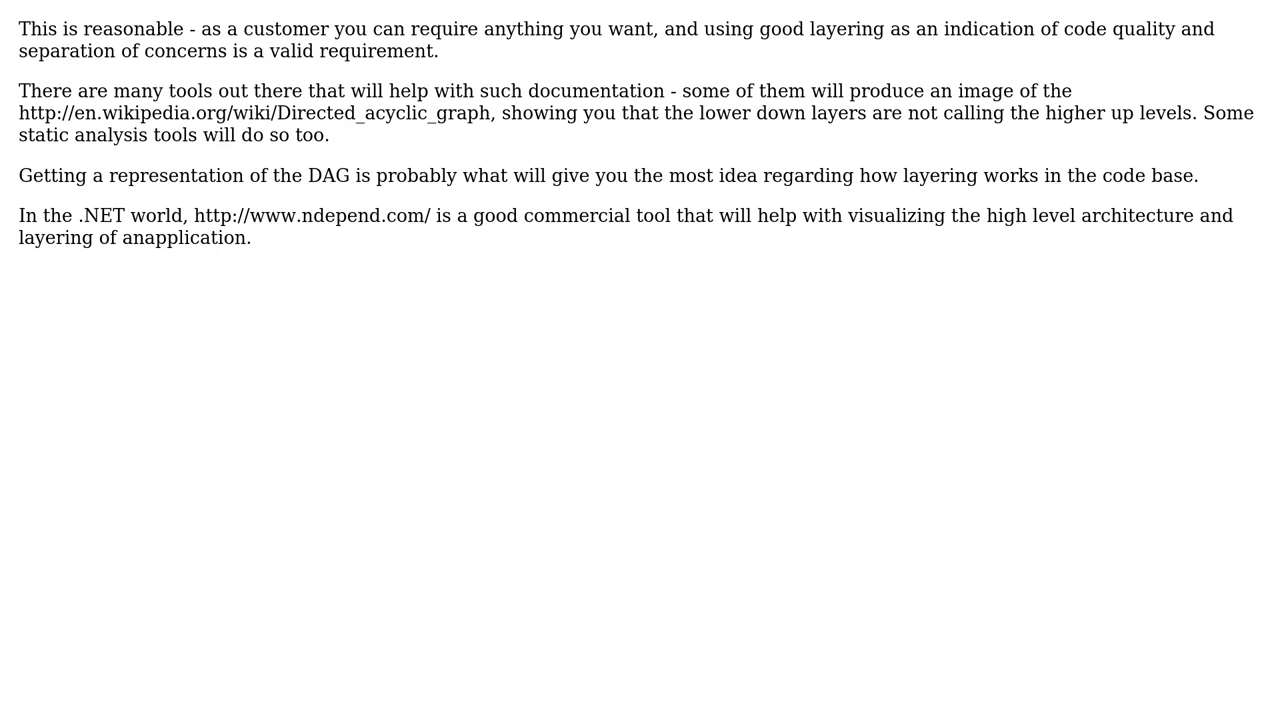 This is reasonable - as a customer you can require anything you want, and using good layering as an indication of code quality and
separation of concerns is a valid requirement.
There are many tools out there that will help with such documentation - some of them will produce an image of the
http://en.wikipedia.org/wiki/Directed_acyclic_graph, showing you that the lower down layers are not calling the higher up levels. Some
static analysis tools will do so too.
Getting a representation of the DAG is probably what will give you the most idea regarding how layering works in the code base.
In the .NET world, http://www.ndepend.com/ is a good commercial tool that will help with visualizing the high level architecture and
layering of anapplication.